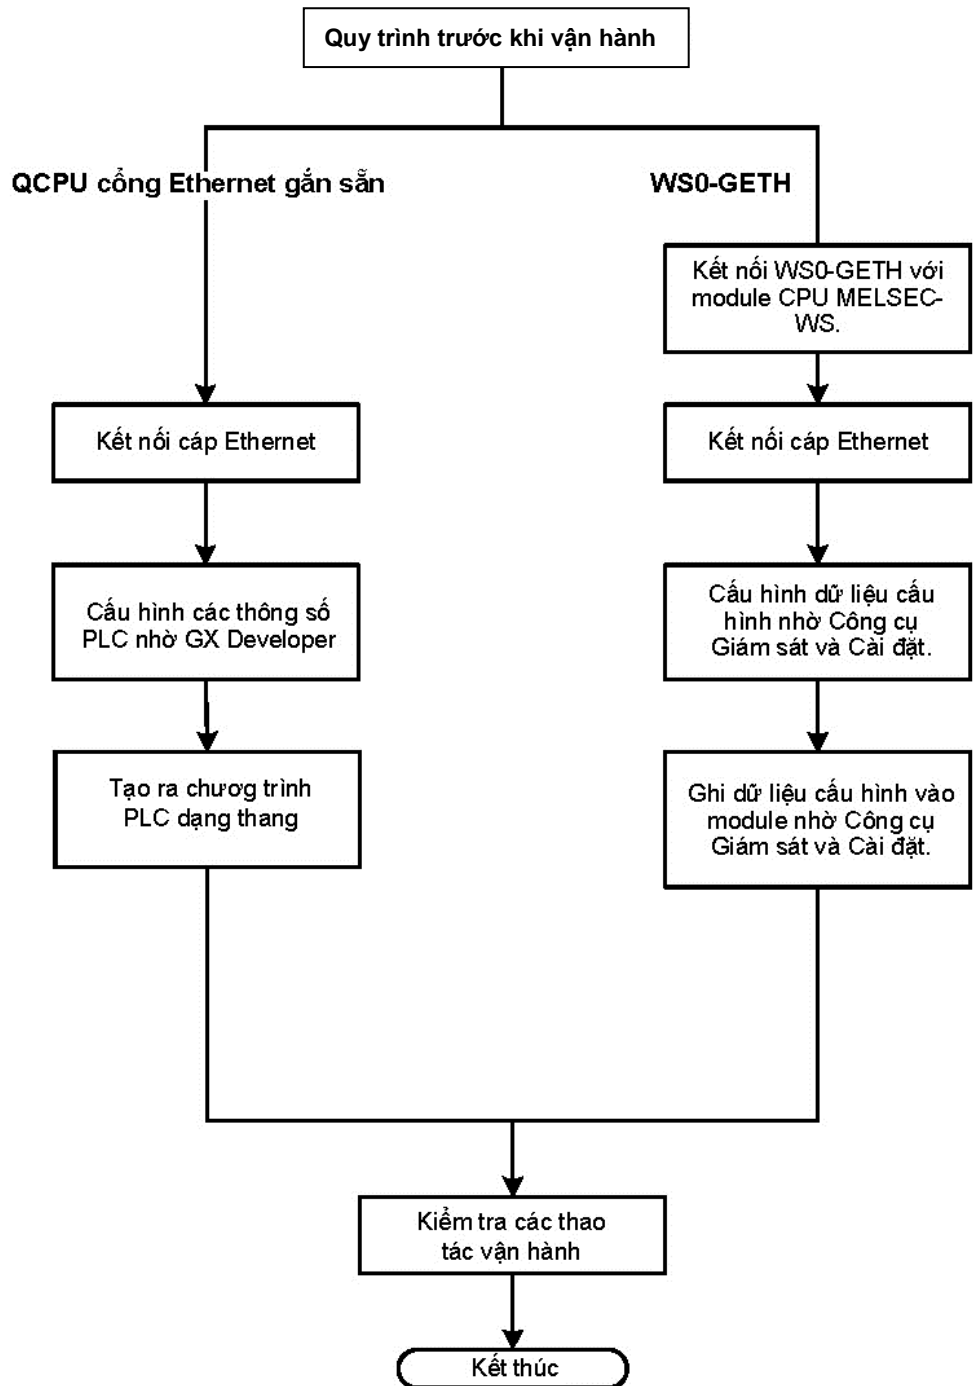 Quy trình trước khi vận hành
QCPU cổng Ethernet gắn sẵn
WS0-GETH
Kết nối WS0-GETH với
module CPU MELSEC-
WS.
Kết nối cáp Ethernet
Kết nối cáp Ethernet
Cấu hình các thông số
PLC nhờ GX Developer
Cấu hình dữ liệu cấu
hình nhờ Công cụ
Giám sát và Cài đặt.
Tạo ra chươg trình
PLC dạng thang
Ghi dữ liệu cấu hình vào
module nhờ Công cụ
Giám sát và Cài đặt.
Kiểm tra các thao
tác vận hành
Kết thúc